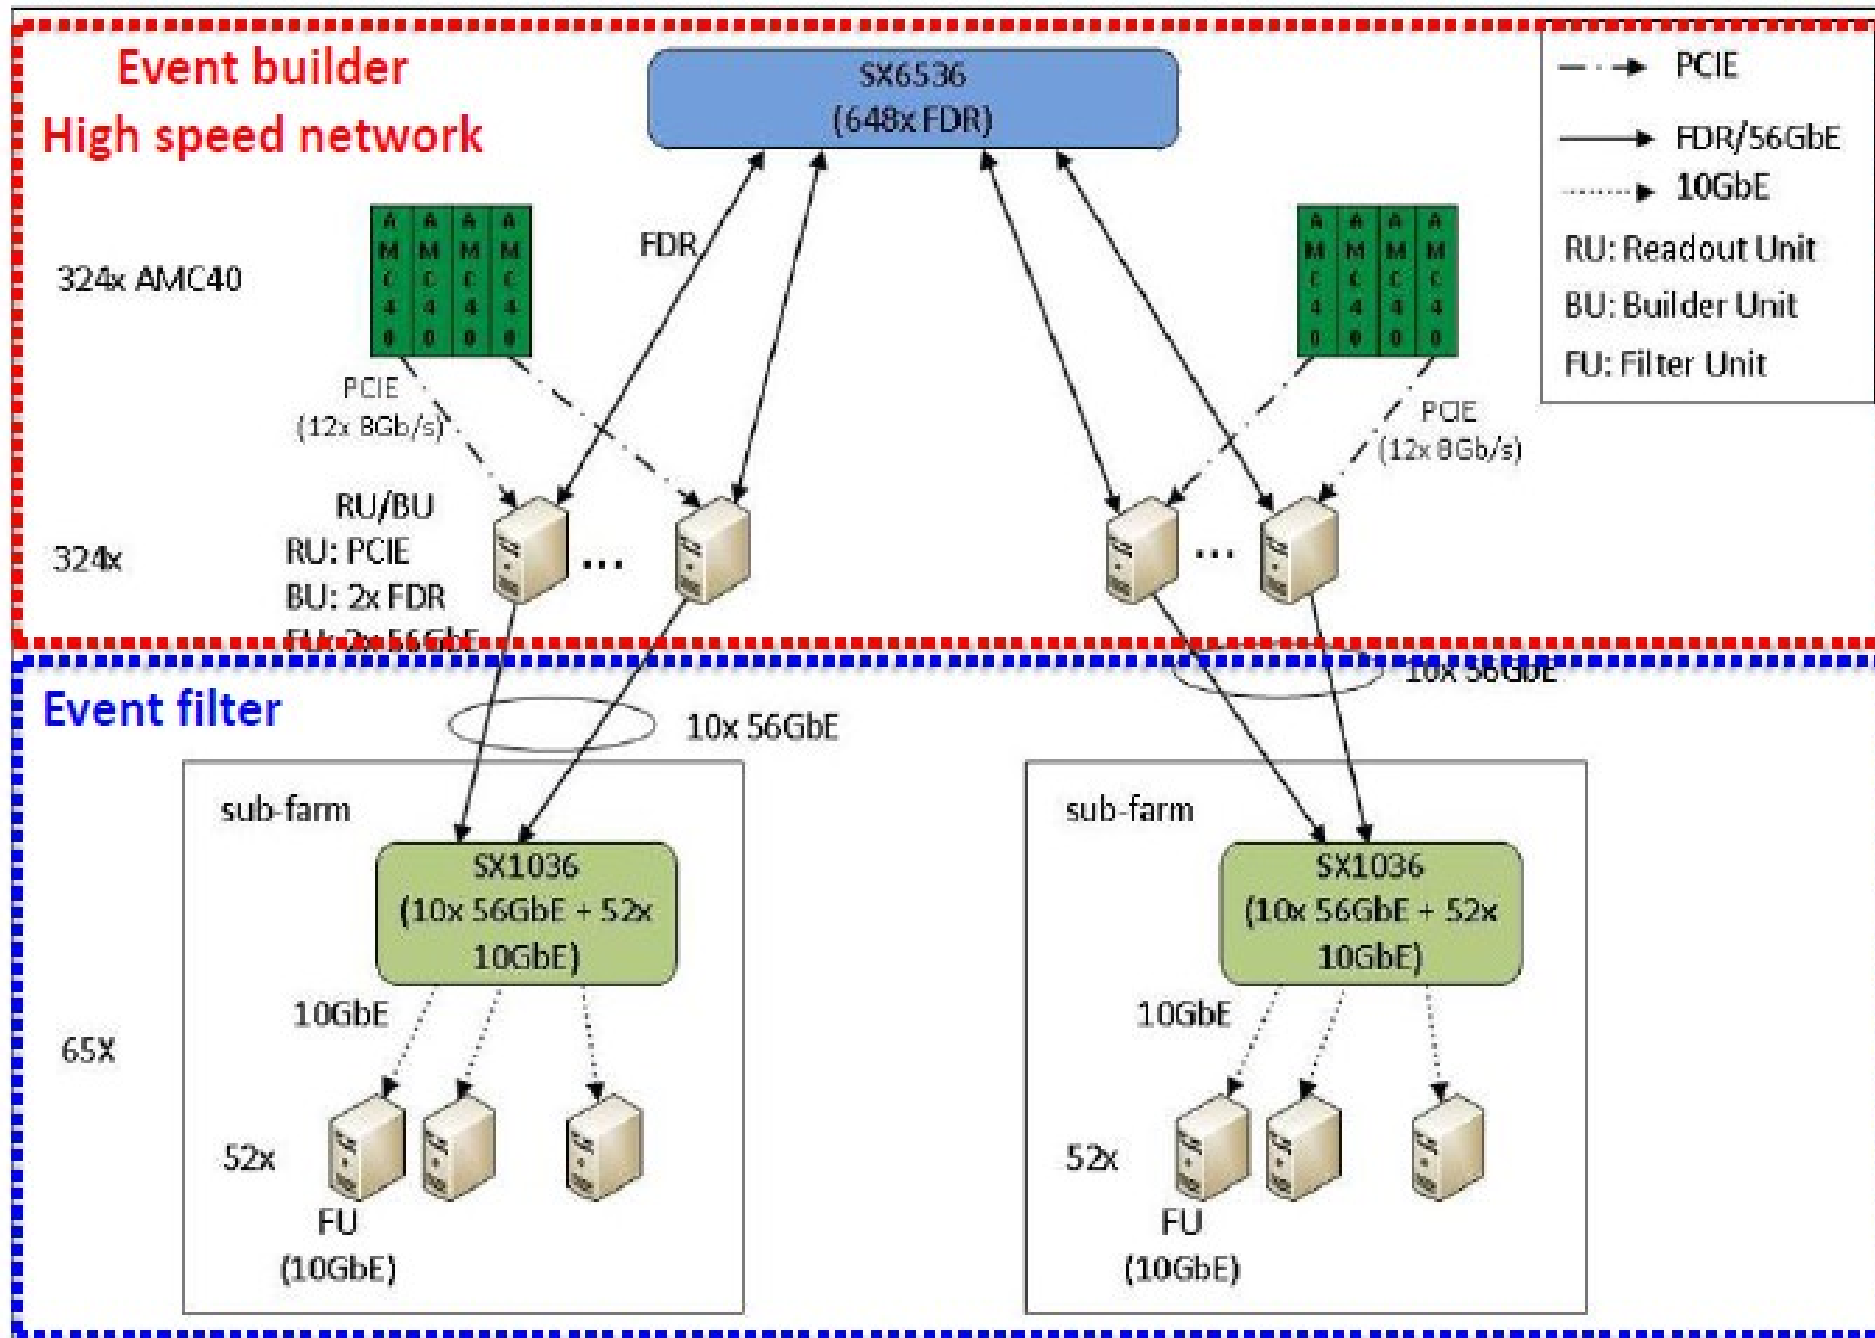 Event builder
High speed network
SX6536
(648x FDR)
PCIE
FDR/56GbE
10GbE
RU: Readout Unit
BU: Builder Unit
FU: Filter Unit
324x AMC40
AMC40
AMC40
AMC40
AMC40
FDR
AMC40
AMC40
AMC40
AMC40
PCIE
(12x 8Gb/s)
PCIE
(12x 8Gb/s)
324x
RU/BU
RU: PCIE
BU: 2x FDR
FU: 2x 56GbE
...
...
Event filter
10x 56GbE
10x 56GbE
sub-farm
SX1036
(10x 56GbE + 52x
10GbE)
10GbE
65X
52x
FU
(10GbE)
sub-farm
SX1036
(10x 56GbE + 52x
10GbE)
10GbE
52x
FU
(10GbE)